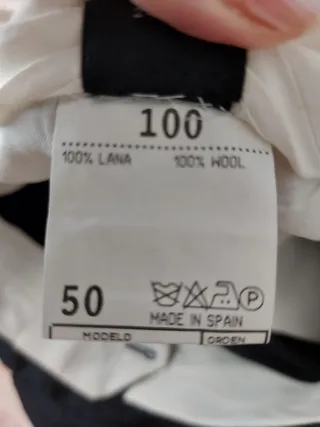 100
100% LANA 100% WOOL
50 P
MADE IN SPAIN
MODELO ORDEN